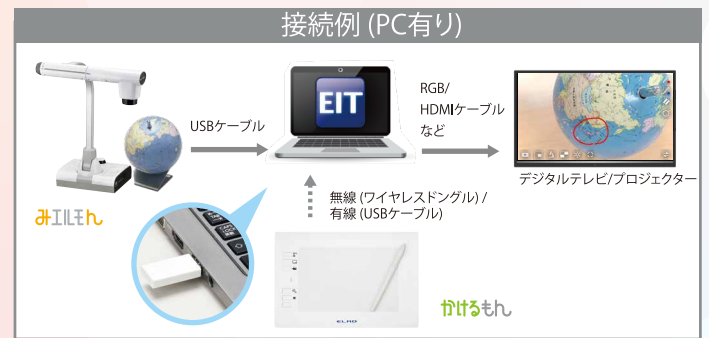 接続例 (PC有り)
EIT
USBケーブル
RGB/
HDMIケーブル
など
デジタルテレビ/プロジェクター
みエルモん
無線 (ワイヤレスドングル) /
有線 (USBケーブル)
ELMO
かけるもん